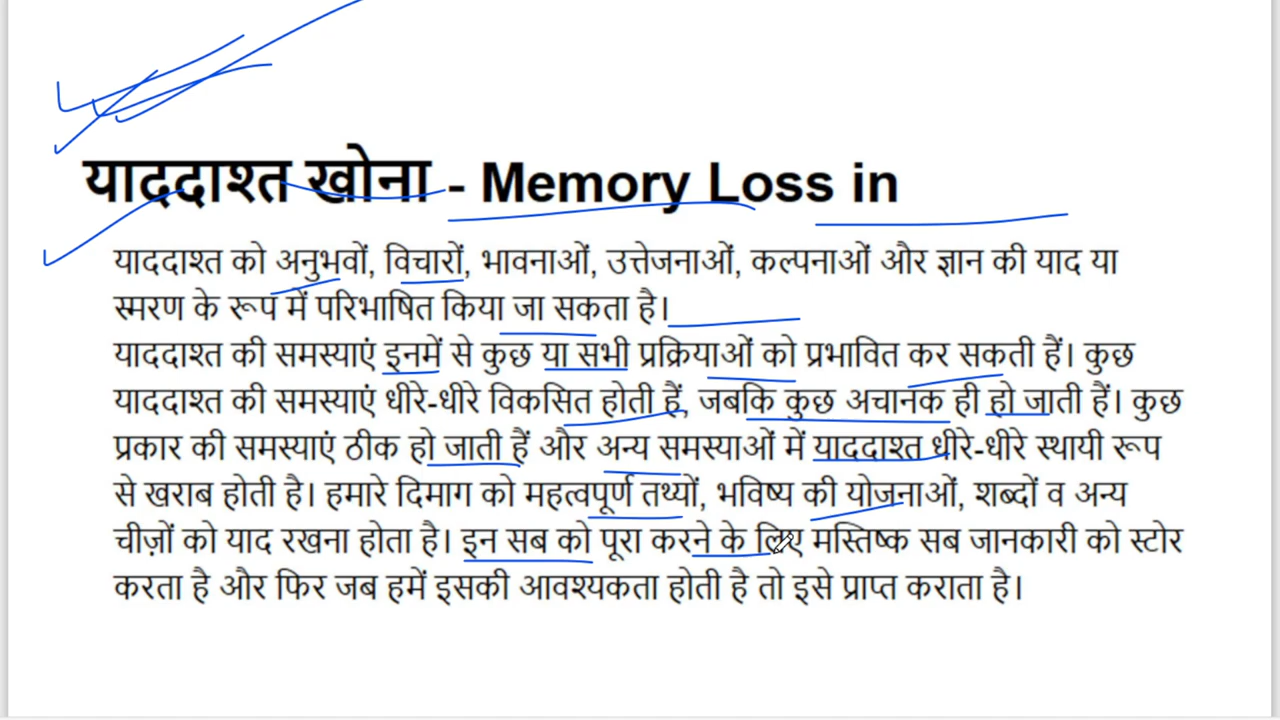 याददाश्त खोना - Memory Loss in
याददाश्त को अनुभवों, विचारों, भावनाओं, उत्तेजनाओं, कल्पनाओं और ज्ञान की याद या
स्मरण के रूप में परिभाषित किया जा सकता है।
याददाश्त की समस्याएं इनमें से कुछ या सभी प्रक्रियाओं को प्रभावित कर सकती हैं। कुछ
याददाश्त की समस्याएं धीरे-धीरे विकसित होती हैं, जबकि कुछ अचानक ही हो जाती हैं। कुछ
प्रकार की समस्याएं ठीक हो जाती हैं और अन्य समस्याओं में याददाश्त धीरे-धीरे स्थायी रूप
से खराब होती है। हमारे दिमाग को महत्वपूर्ण तथ्यों, भविष्य की योजनाओं, शब्दों व अन्य
चीज़ों को याद रखना होता है। इन सब को पूरा करने के लिए मस्तिष्क सब जानकारी को स्टोर
करता है और फिर जब हमें इसकी आवश्यकता होती है तो इसे प्राप्त कराता है।